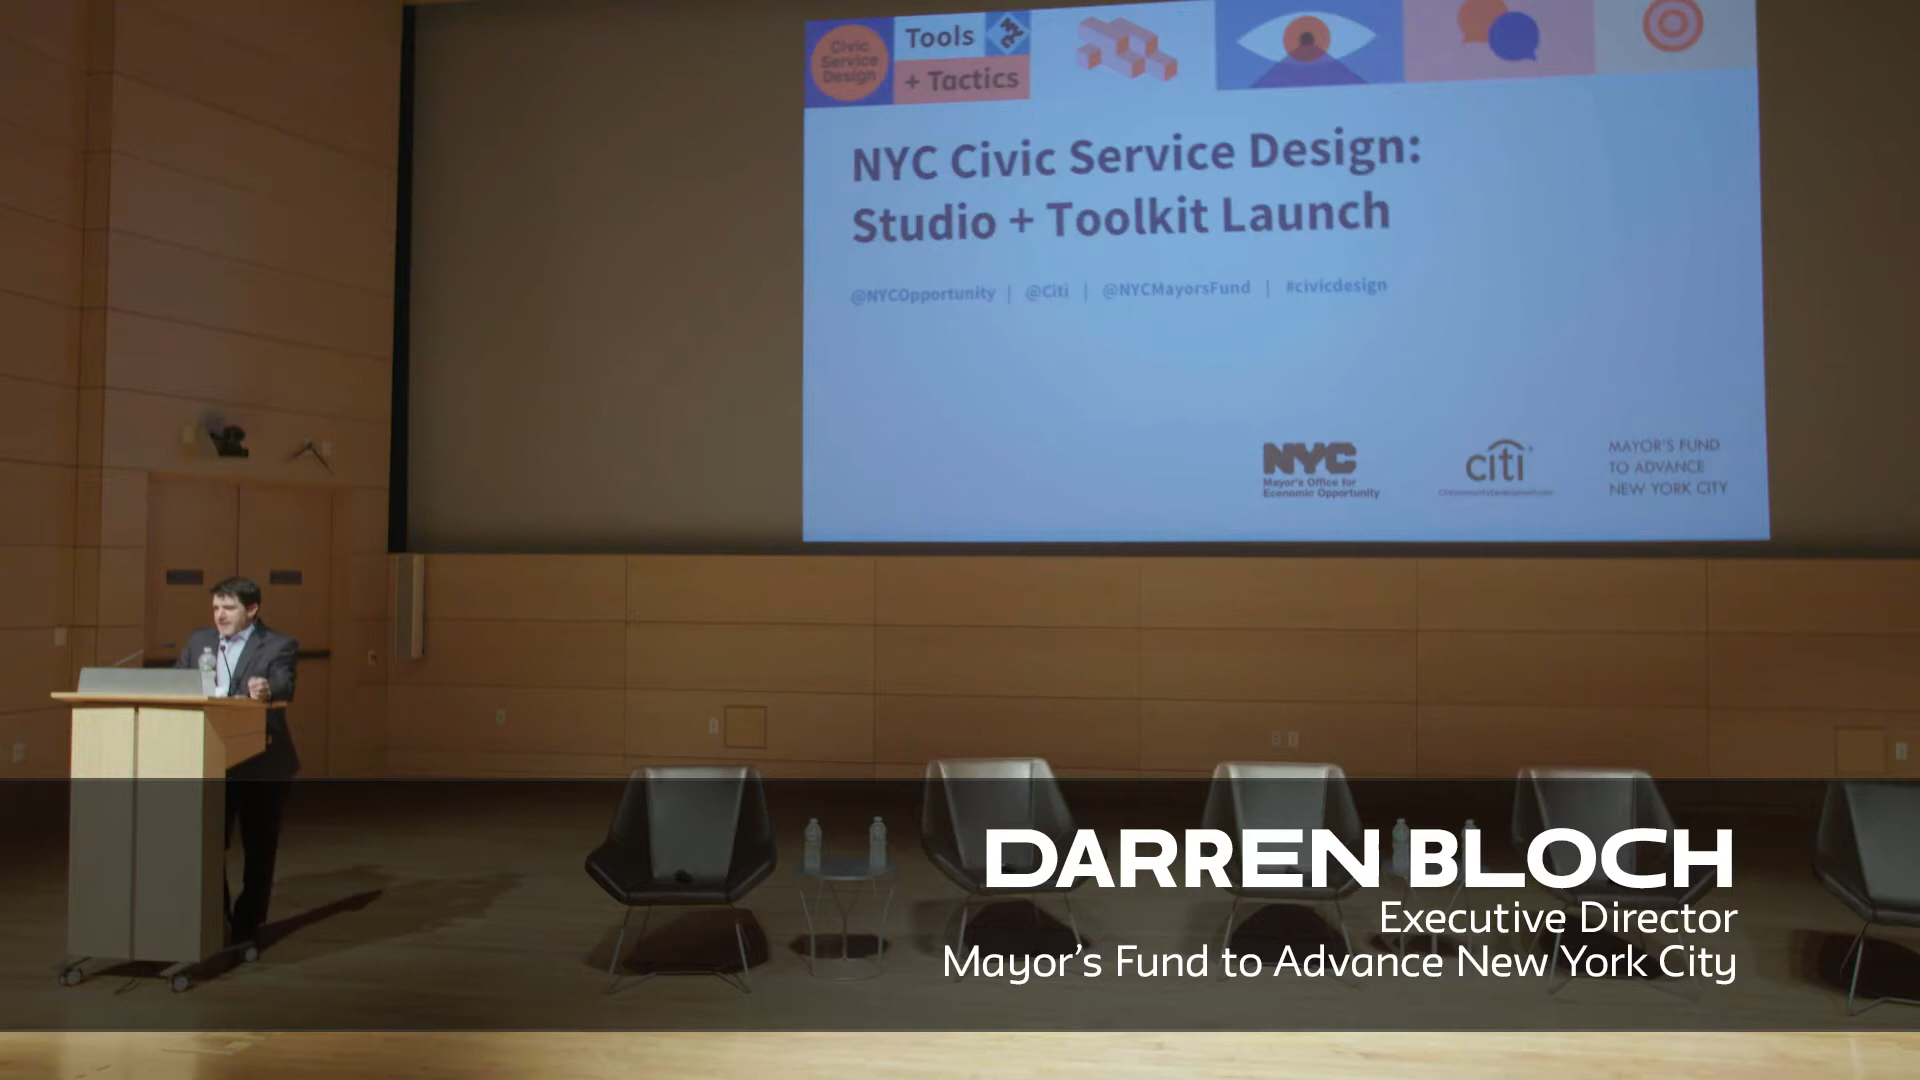 Civic
Service
Design
Tools
+ Tactics
NYC Civic Service Design:
Studio + Toolkit Launch
@NYCOpportunity | @Citi | @NYCMayorsFund | #civicdesign
NYC
Mayor's Office for
Economic Opportunity
citi
MAYOR'S FUND
TO ADVANCE
NEW YORK CITY
DARREN BLOCH
Executive Director
Mayor's Fund to Advance New York City